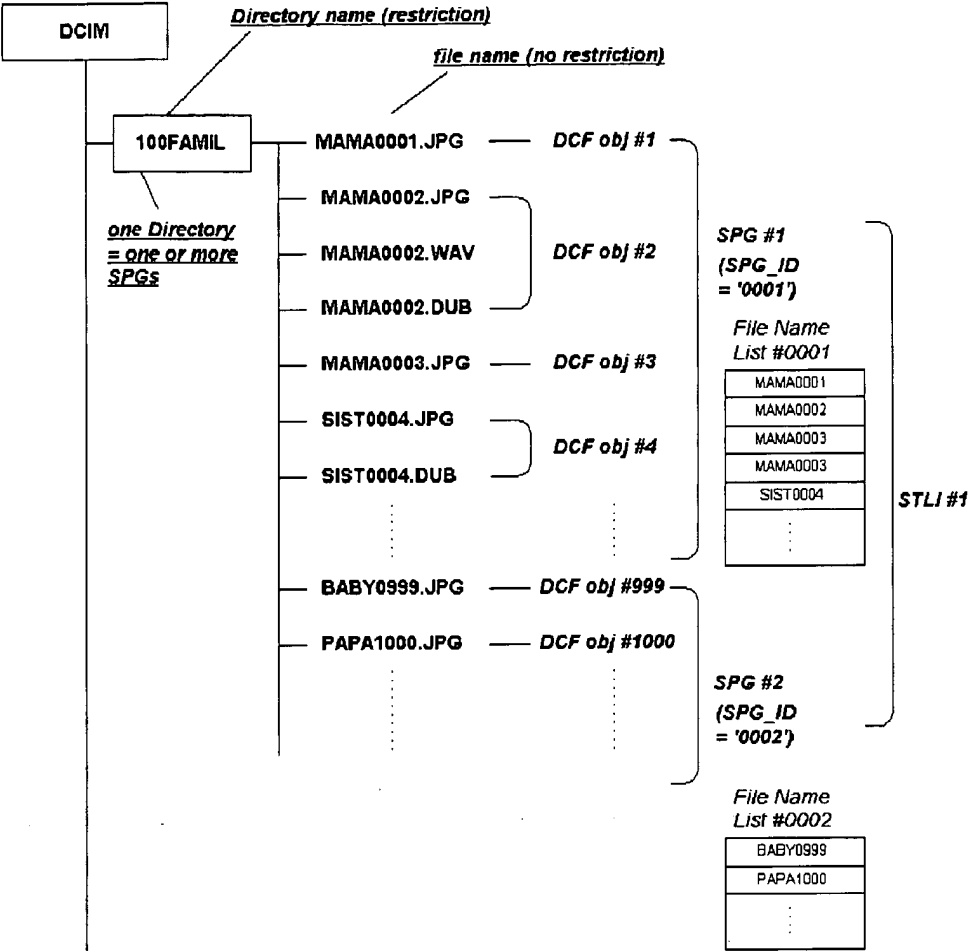 Directory name (restriction)
DCIM
file name (no restriction)
100FAMIL
MAMA0001.JPG
DCF obj #1
MAMA0002.JPG
one Directory
= one or more
SPGs
MAMA0002.WAV
DCF obj #2
MAMA0002.DUB
MAMA0003.JPG
DCF obj #3
SIST0004.JPG
DCF obj #4
SIST0004.DUB
SPG #1
(SPG_ID
= '0001')
File Name
List #0001
MAMA0001
MAMA0002
MAMA0003
MAMA0003
SIST0004
STLI #1
BABY0999.JPG
DCF obj #999
PAPA1000.JPG
DCF obj #1000
SPG #2
(SPG_ID
= '0002')
File Name
List #0002
BABY0999
PAPA1000